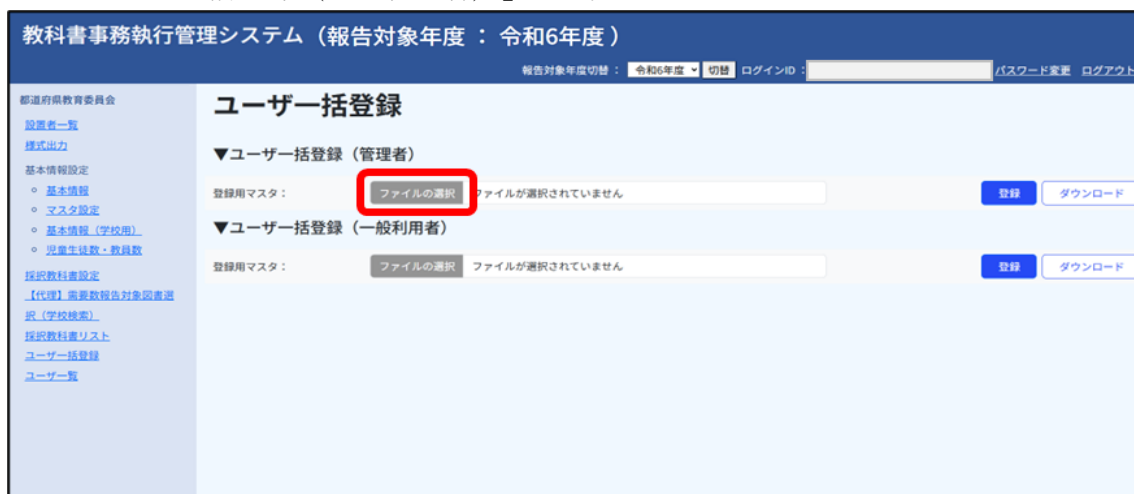 教科書事務執行管理システム（報告対象年度 ： 令和6年度 ）
報告対象年度切替 ： 令和6年度 切替 ログインID ： パスワード変更 ログアウト
都道府県教育委員会
設置者一覧
様式出力
基本情報設定
基本情報
マスタ設定
基本情報（学校用）
児童生徒数・教員数
採択教科書設定
【代理】需要数報告対象図書選
択（学校検索）
採択教科書リスト
ユーザー括登録
ユーザー覧
ユーザー括登録
▼ユーザー括登録（管理者）
登録用マスタ： ファイルの選択 ファイルが選択されていません 登録 ダウンロード
▼ユーザー括登録（一般利用者）
登録用マスタ： ファイルの選択 ファイルが選択されていません 登録 ダウンロード